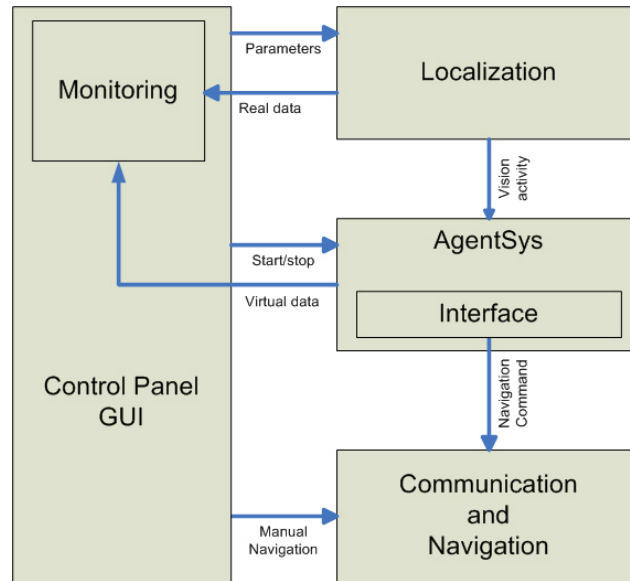 Parameters
Monitoring
Localization
Real data
Vision
activity
AgentSys
Start/stop
Virtual data
Interface
Control Panel
GUI
Navigation
Command
Communication
and
Navigation
Manual
Navigation